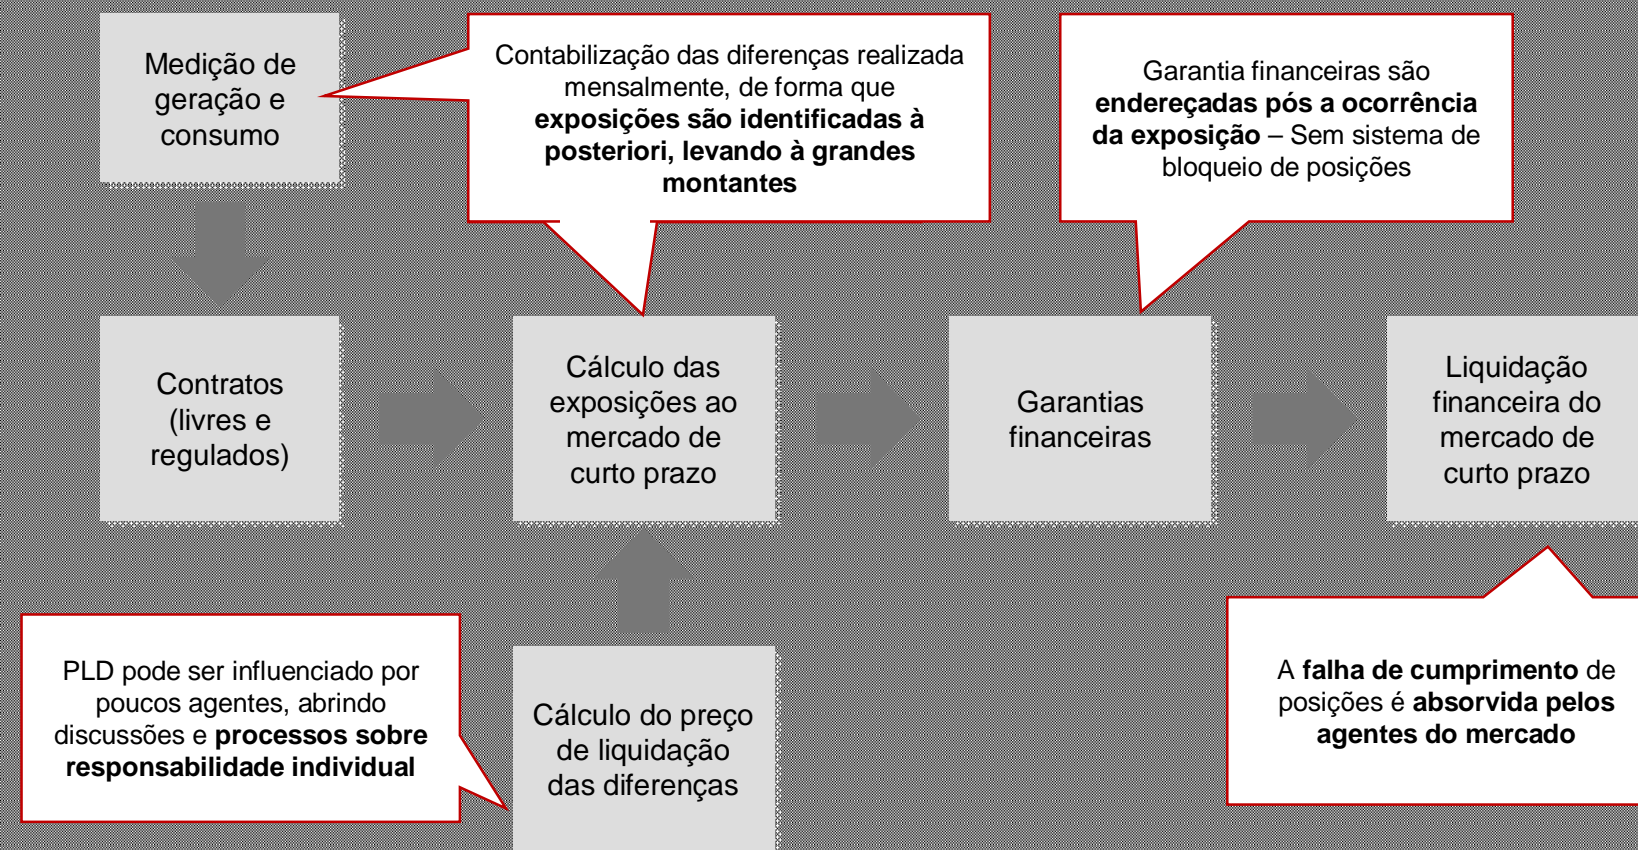 Medição de
geração e
consumo
Contabilização das diferenças realizada
mensalmente, de forma que
exposições são identificadas à
posteriori, levando à grandes
montantes
Garantia financeiras são
endereçadas pós a ocorrência
da exposição – Sem sistema de
bloqueio de posições
Contratos
(livres e
regulados)
Cálculo das
exposições ao
mercado de
curto prazo
Garantias
financeiras
Liquidação
financeira do
mercado de
curto prazo
PLD pode ser influenciado por
poucos agentes, abrindo
discussões e processos sobre
responsabilidade individual
Cálculo do preço
de liquidação
das diferenças
A falha de cumprimento de
posições é absorvida pelos
agentes do mercado